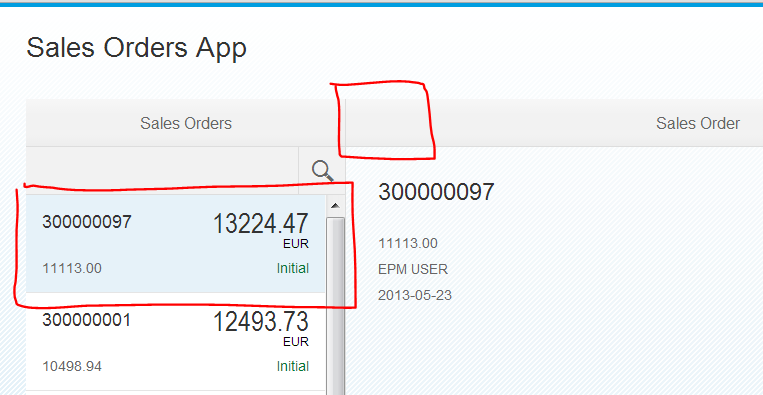 Sales Orders App
Sales Orders
Sales Order
300000097 13224.47
EUR
11113.00 Initial
300000001 12493.73
EUR
10498.94 Initial
300000097
11113.00
EPM USER
2013-05-23